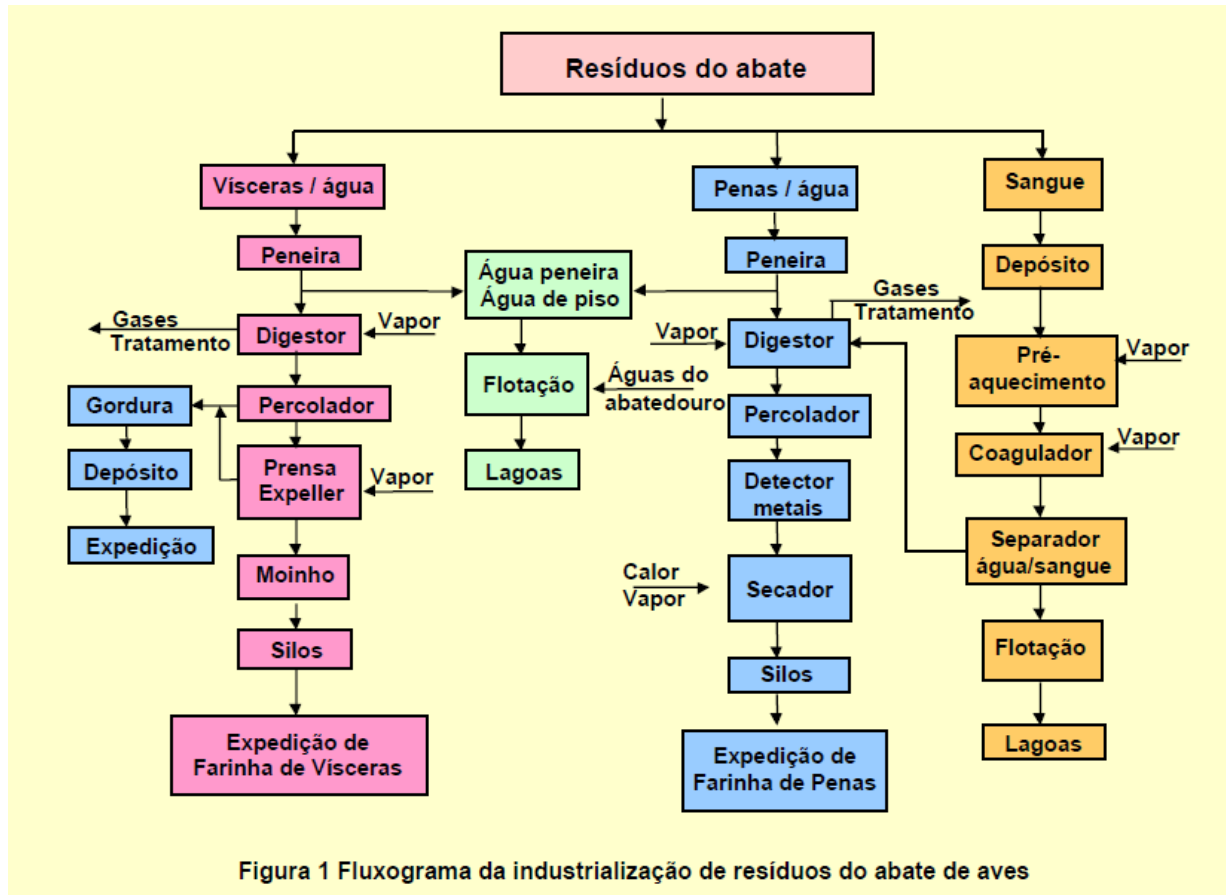 Resíduos do abate
Vísceras / água
Penas / água
Sangue
Peneira
Água peneira
Água de piso
Peneira
Depósito
Gases
Tratamento
Digestor
Vapor
Vapor
Digestor
Gases
Tratamento
Pré-
aquecimento
Vapor
Gordura
Percolador
Flotação
Águas do
abatedouro
Percolador
Coagulador
Vapor
Depósito
Prensa
Expeller
Vapor
Lagoas
Detector
metais
Expedição
Separador
água/sangue
Moinho
Calor
Vapor
Secador
Silos
Flotação
Silos
Expedição de
Farinha de Vísceras
Expedição de
Farinha de Penas
Lagoas
Figura 1 Fluxograma da industrialização de resíduos do abate de aves